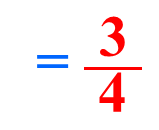 = 3/4